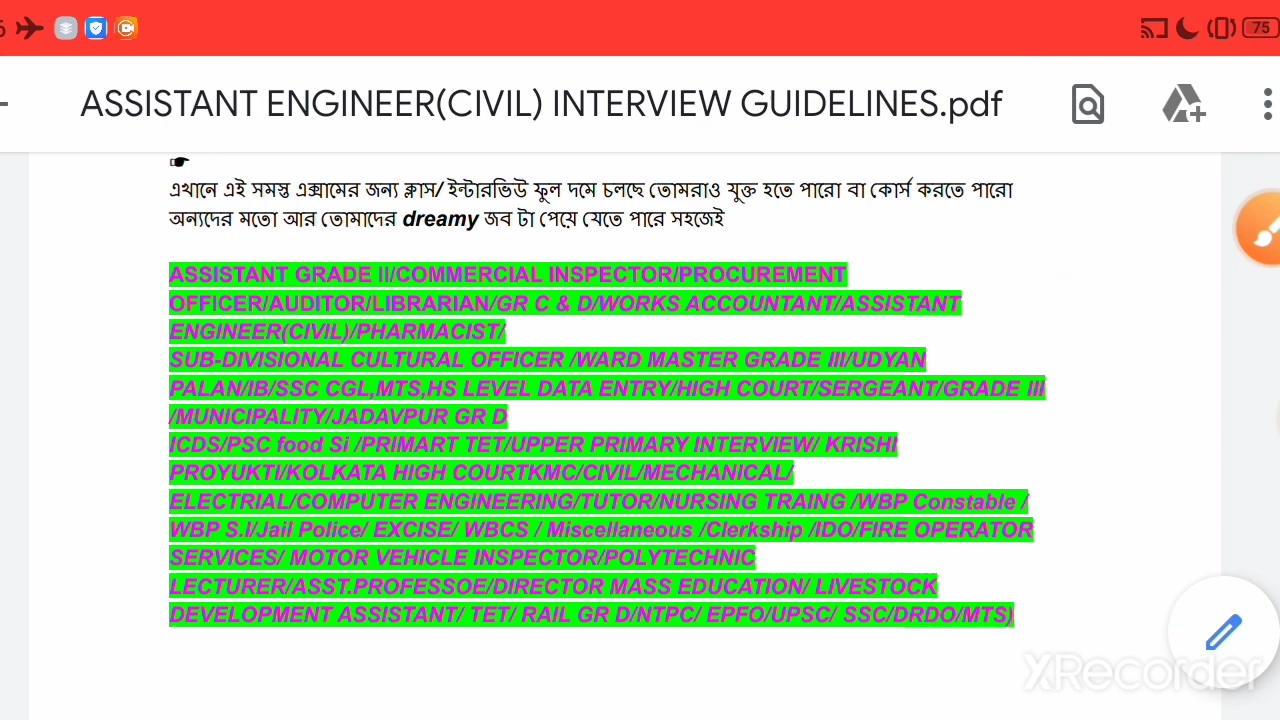 6
75
ASSISTANT ENGINEER(CIVIL) INTERVIEW GUIDELINES.pdf
এখানে এই সমস্ত এক্সামের জন্য ক্লাস/ ইন্টারভিউ ফুল দমে চলছে তোমরাও যুক্ত হতে পারো বা কোর্স করতে পারো
অন্যদের মতো আর তোমাদের dreamy জব টা পেয়ে যেতে পারে সহজেই
ASSISTANT GRADE II/COMMERCIAL INSPECTOR/PROCUREMENT
OFFICER/AUDITOR/LIBRARIAN/GR C & D/WORKS ACCOUNTANT/ASSISTANT
ENGINEER(CIVIL)/PHARMACIST/
SUB-DIVISIONAL CULTURAL OFFICER /WARD MASTER GRADE III/UDYAN
PALAN/IB/SSC CGL,MTS,HS LEVEL DATA ENTRY/HIGH COURT/SERGEANT/GRADE III
/MUNICIPALITY/JADAVPUR GR D
ICDS/PSC food Si /PRIMART TET/UPPER PRIMARY INTERVIEW/ KRISHI
PROYUKTI/KOLKATA HIGH COURTKMC/CIVIL/MECHANICAL/
ELECTRIAL/COMPUTER ENGINEERING/TUTOR/NURSING TRAING /WBP Constable /
WBP S.I/Jail Police/ EXCISE/ WBCS / Miscellaneous /Clerkship /IDO/FIRE OPERATOR
SERVICES/ MOTOR VEHICLE INSPECTOR/POLYTECHNIC
LECTURER/ASST.PROFESSOE/DIRECTOR MASS EDUCATION/ LIVESTOCK
DEVELOPMENT ASSISTANT/ TET/ RAIL GR D/NTPC/ EPFO/UPSC/ SSC/DRDO/MTS)
XRecorder